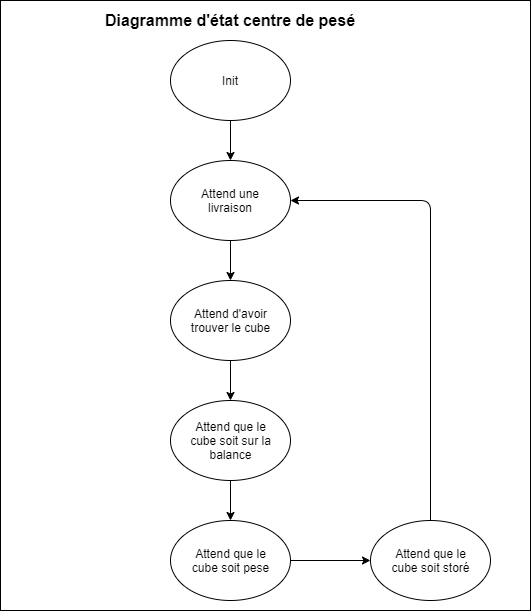 Diagramme d'état centre de pesé
Init
Attend une
livraison
Attend d'avoir
trouver le cube
Attend que le
cube soit sur la
balance
Attend que le
cube soit pese
Attend que le
cube soit storé